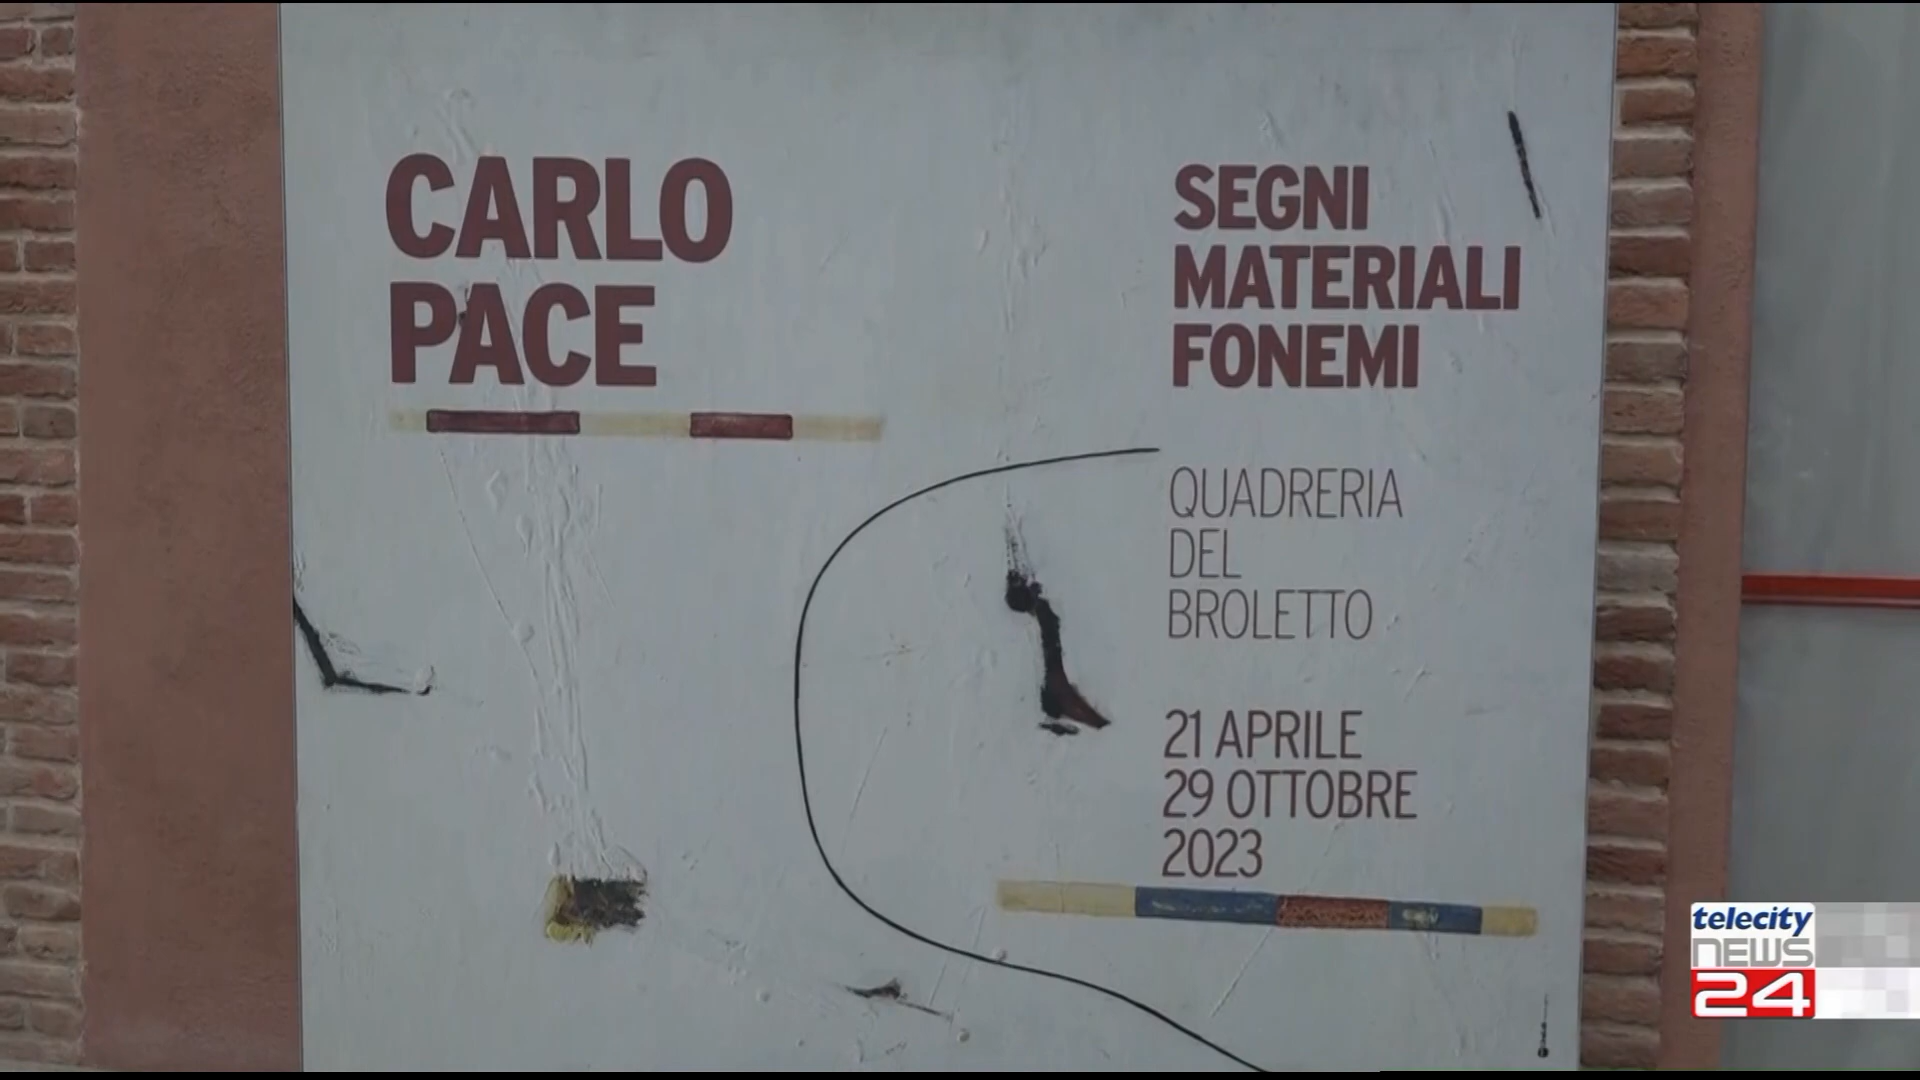 CARLO
PACE
SEGNI
MATERIALI
FONEMI
QUADRERIA
DEL
BROLETTO
21 APRILE
29 OTTOBRE
2023
telecity
NEWS
24